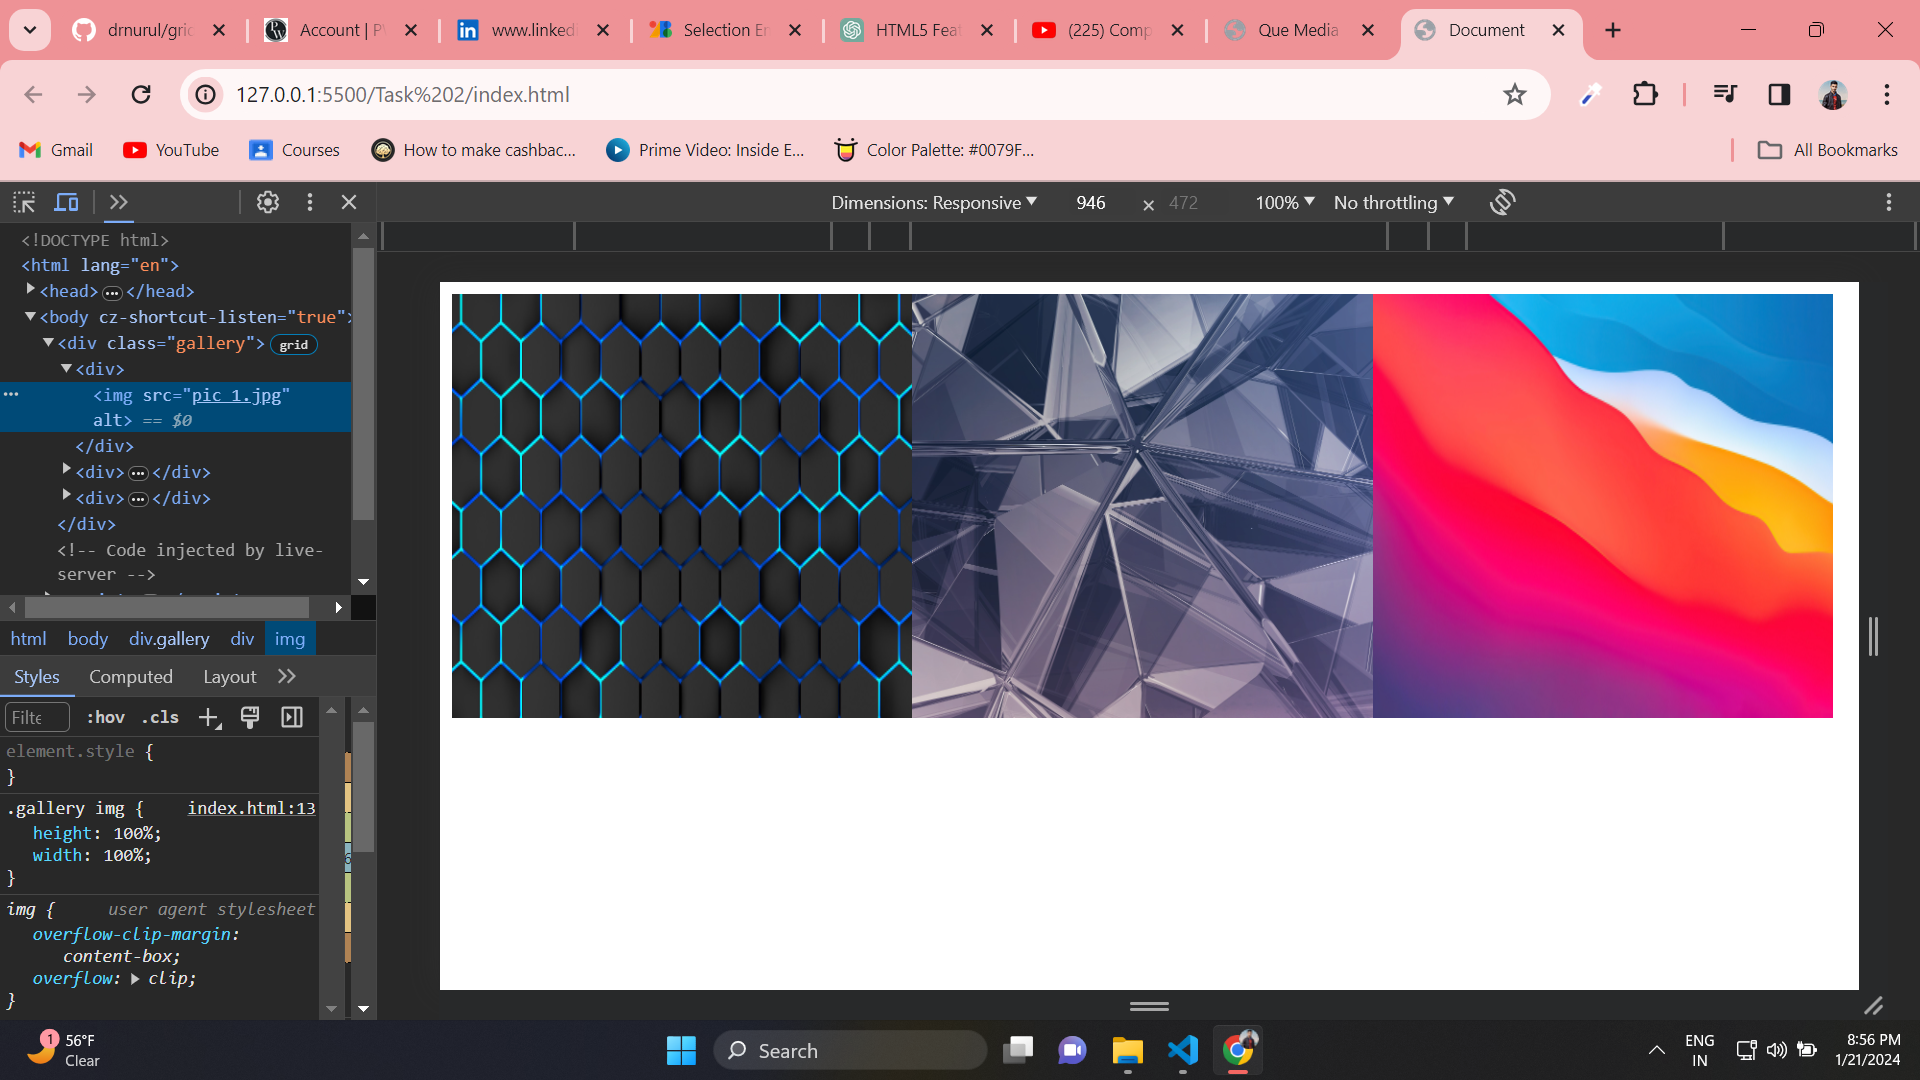 drnurul/grid
Account | PW
www.linkedi
Selection En
HTML5 Feat
(225) Comp
Que Media
Document
127.0.0.1:5500/Task%202/index.html
Gmail
YouTube
Courses
How to make cashbac...
Prime Video: Inside E...
Color Palette: #0079F...
All Bookmarks
Dimensions: Responsive
946 × 472
100%
No throttling
<!DOCTYPE html>
<html lang="en">
<head> ... </head>
<body cz-shortcut-listen="true">
<div class="gallery"> grid
<div>
<img src="pic 1.jpg"
alt> == $0
</div>
<div> ... </div>
<div> ... </div>
</div>
<!-- Code injected by live-
server -->
html body div.gallery div img
Styles Computed Layout
Filte :hov .cls
element.style {
}
.gallery img { index.html:13
height: 100%;
width: 100%;
}
img { user agent stylesheet
overflow-clip-margin:
content-box;
overflow: clip;
}
1
56°F
Clear
Search
ENG
IN
8:56 PM
1/21/2024